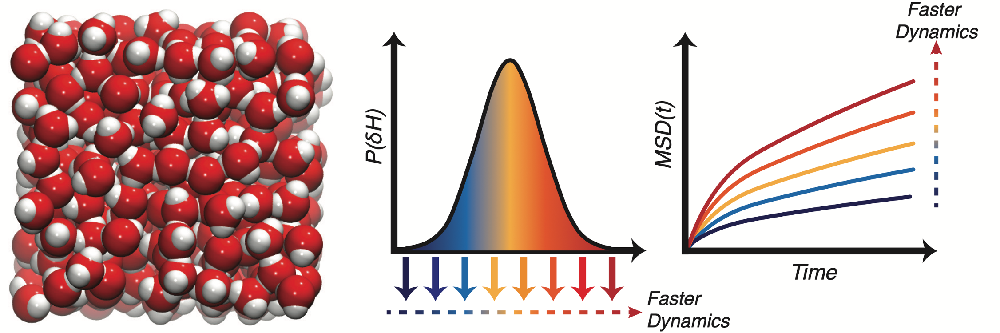 P(δH)
Faster
Dynamics
MSD(t)
Time
Faster
Dynamics